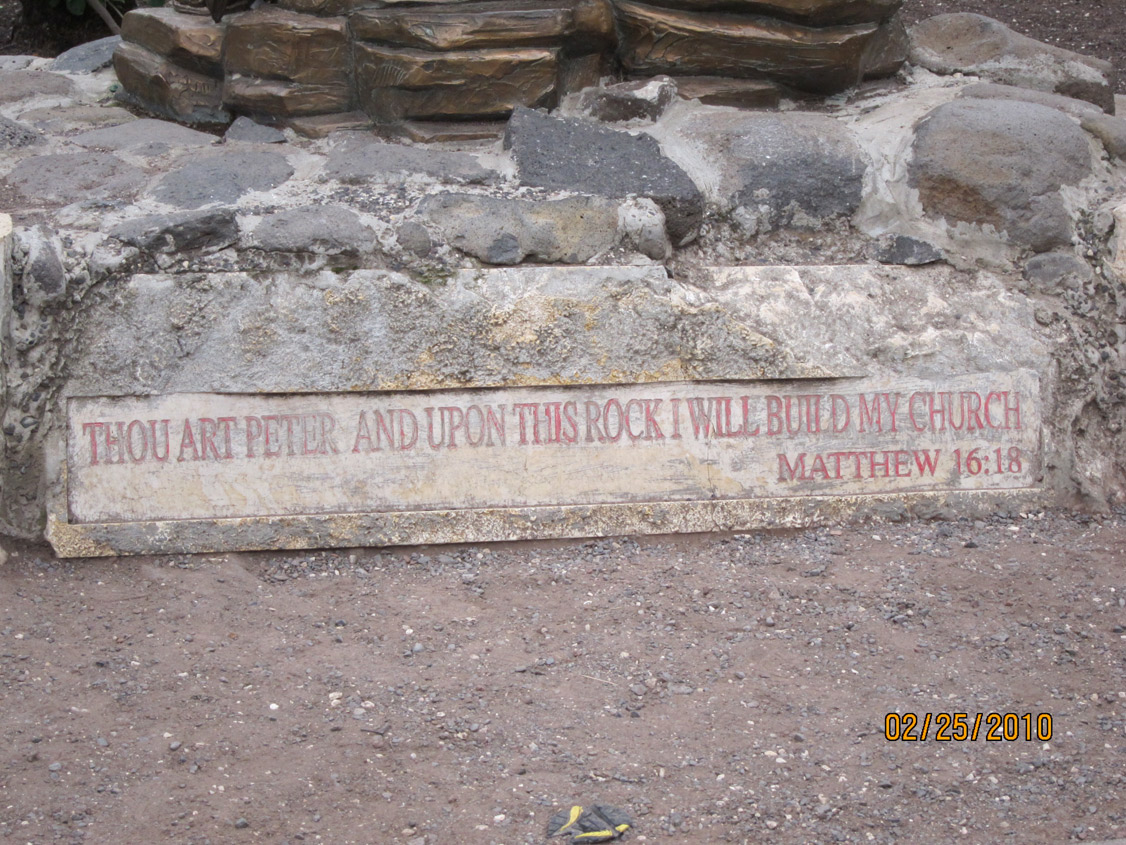 THOU ART PETER AND UPON THIS ROCK I WILL BUILD MY CHURCH
MATTHEW 16:18
02/25/2010